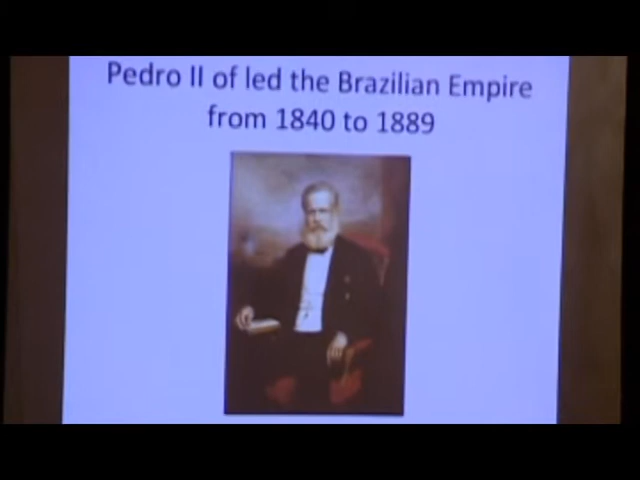 Pedro II of led the Brazilian Empire
from 1840 to 1889